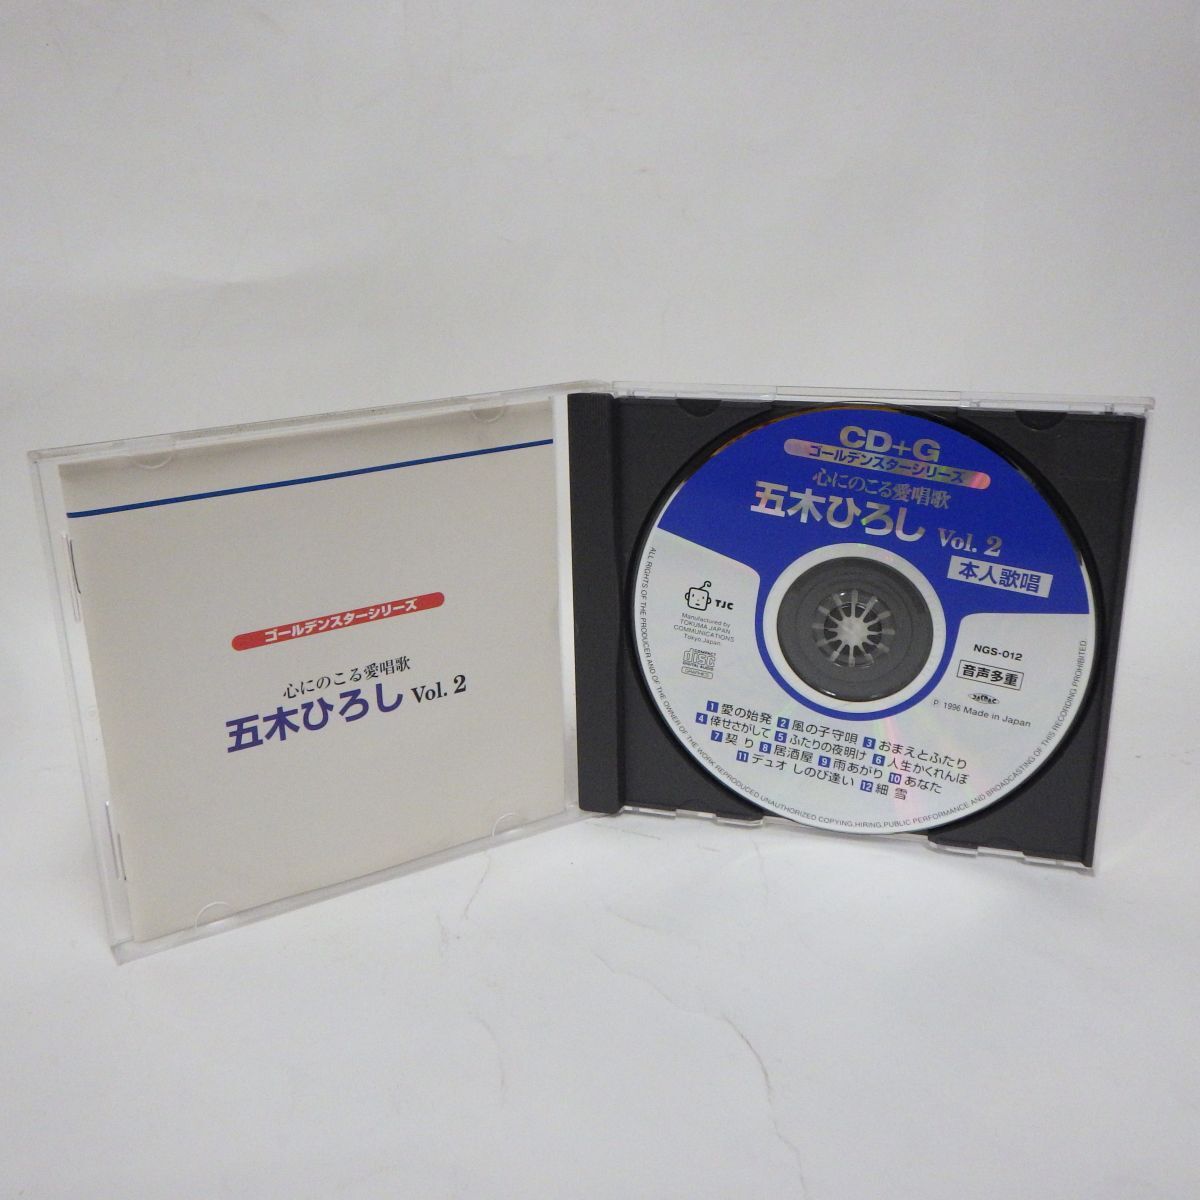 ゴールデンスターシリーズ
心にのこる愛唱歌
五木ひろし Vol. 2
CD+G
ゴールデンスターシリーズ
心にのこる愛唱歌
五木ひろし Vol. 2
本人歌唱
TJC
Manufactured by
TOKUMA JAPAN
COMMUNICATIONS
Tokyo.Japan.
COMPACT
disc
DIGITAL AUDIO
GRAPHICS
NGS-012
音声多重
℗ 1996 Made in Japan
1 愛の始発 2 風の子守唄 3 おまえとふたり
4 倖せさがして 5 ふたりの夜明け 6 人生かくれんぼ
7 契り 8 居酒屋 9 雨あがり 10 あなた
11 デュオ しのび逢い 12 細雪
ALL RIGHTS OF THE PRODUCER AND OF THE OWNER OF THE WORK REPRODUCED UNAUTHORIZED COPYING,HIRING,PUBLIC PERFORMANCE AND BROADCASTING OF THIS RECORDING PROHIBITED